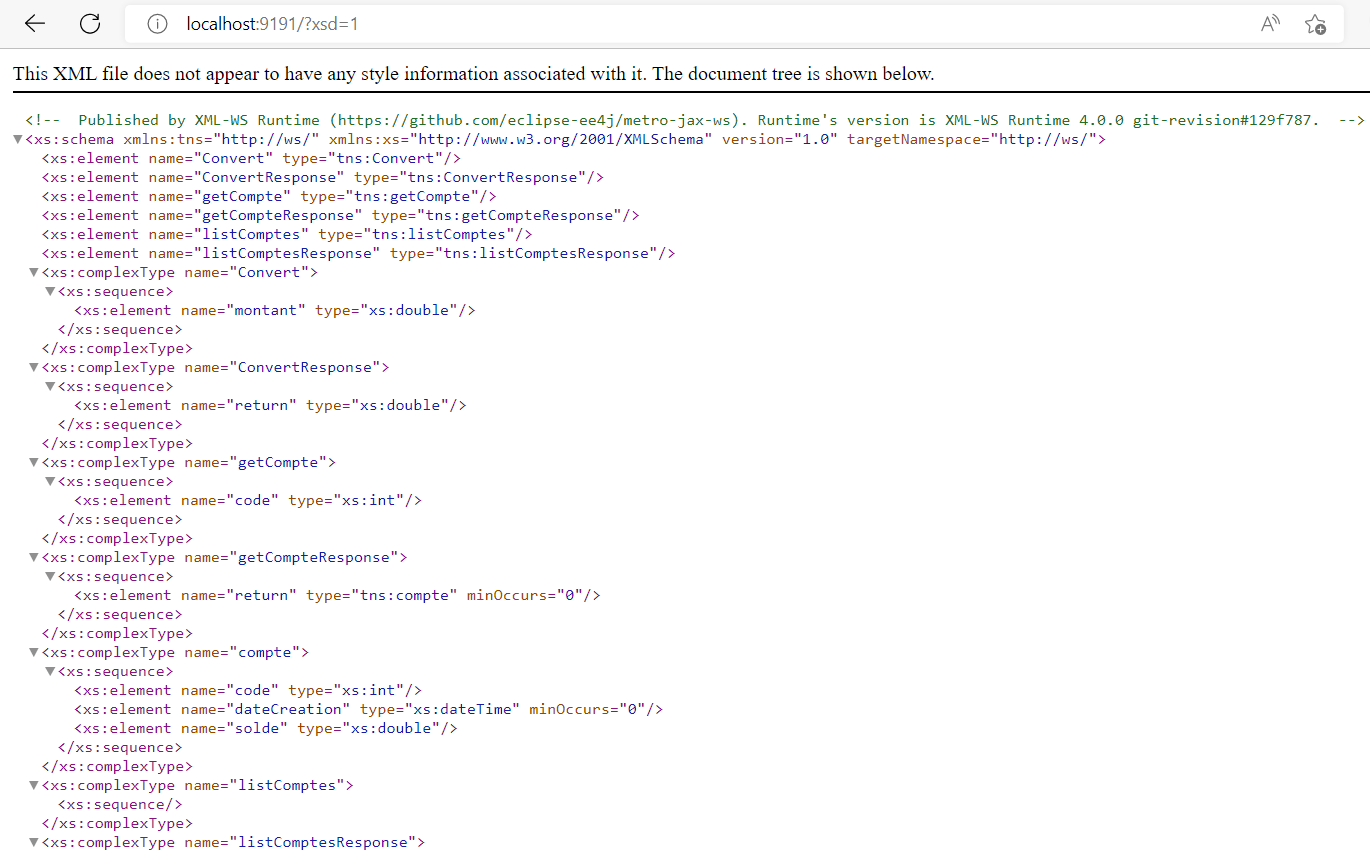 localhost:9191/?xsd=1
This XML file does not appear to have any style information associated with it. The document tree is shown below.
<!--  Published by XML-WS Runtime (https://github.com/eclipse-ee4j/metro-jax-ws). Runtime's version is XML-WS Runtime 4.0.0 git-revision#129f787.  -->
▼<xs:schema xmlns:tns="http://ws/" xmlns:xs="http://www.w3.org/2001/XMLSchema" version="1.0" targetNamespace="http://ws/">
<xs:element name="Convert" type="tns:Convert"/>
<xs:element name="ConvertResponse" type="tns:ConvertResponse"/>
<xs:element name="getCompte" type="tns:getCompte"/>
<xs:element name="getCompteResponse" type="tns:getCompteResponse"/>
<xs:element name="listComptes" type="tns:listComptes"/>
<xs:element name="listComptesResponse" type="tns:listComptesResponse"/>
▼<xs:complexType name="Convert">
▼<xs:sequence>
<xs:element name="montant" type="xs:double"/>
</xs:sequence>
</xs:complexType>
▼<xs:complexType name="ConvertResponse">
▼<xs:sequence>
<xs:element name="return" type="xs:double"/>
</xs:sequence>
</xs:complexType>
▼<xs:complexType name="getCompte">
▼<xs:sequence>
<xs:element name="code" type="xs:int"/>
</xs:sequence>
</xs:complexType>
▼<xs:complexType name="getCompteResponse">
▼<xs:sequence>
<xs:element name="return" type="tns:compte" minOccurs="0"/>
</xs:sequence>
</xs:complexType>
▼<xs:complexType name="compte">
▼<xs:sequence>
<xs:element name="code" type="xs:int"/>
<xs:element name="dateCreation" type="xs:dateTime" minOccurs="0"/>
<xs:element name="solde" type="xs:double"/>
</xs:sequence>
</xs:complexType>
▼<xs:complexType name="listComptes">
<xs:sequence/>
</xs:complexType>
▼<xs:complexType name="listComptesResponse">